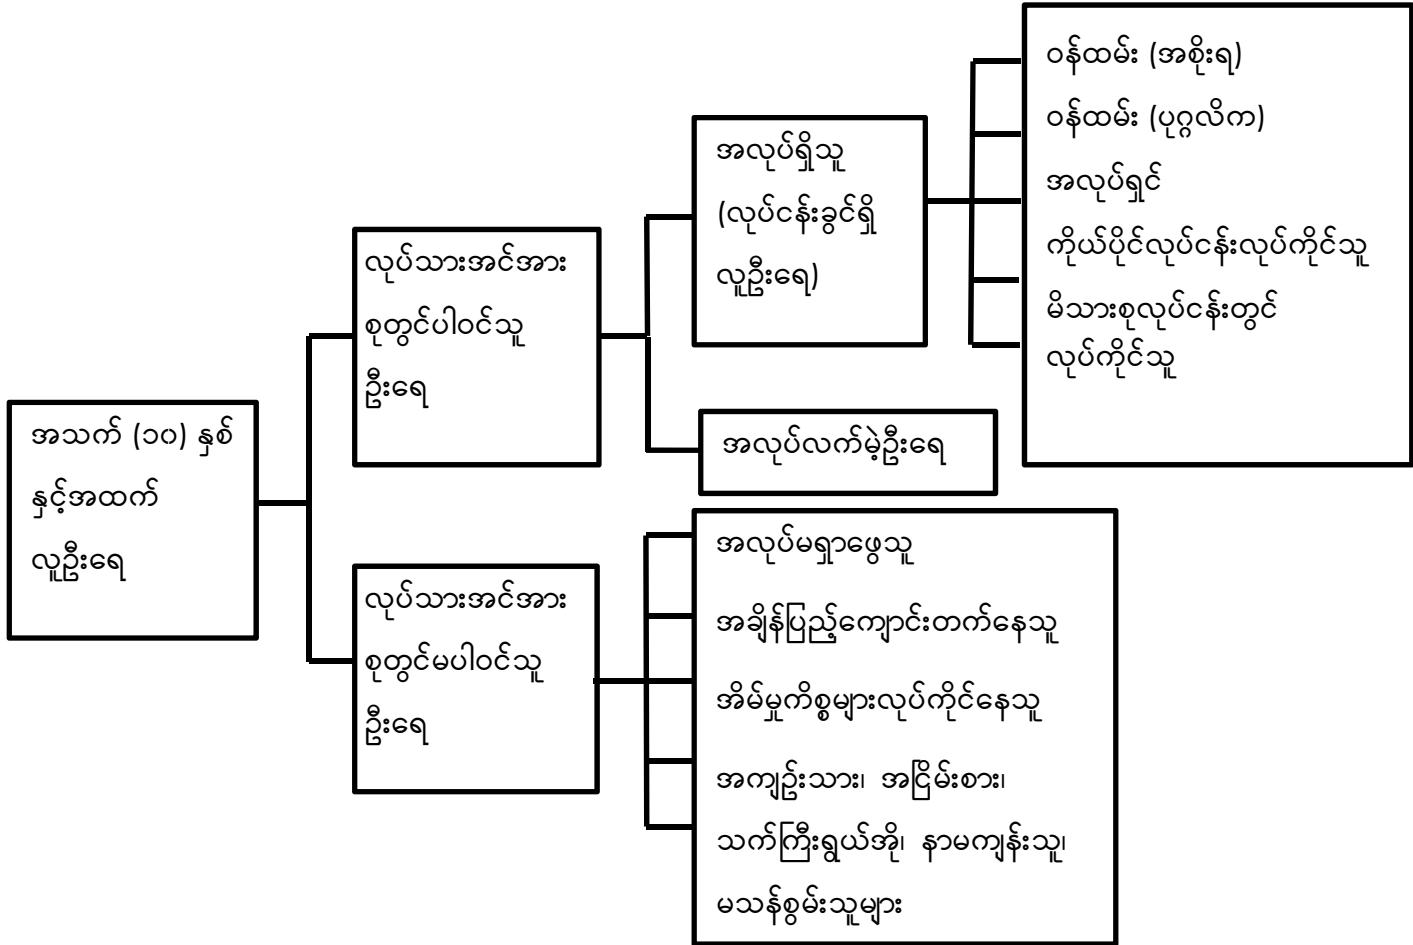 အသက် (၁၀) နှစ်
နှင့်အထက်
လူဦးရေ
လုပ်သားအင်အား
စုတွင်ပါဝင်သူ
ဦးရေ
လုပ်သားအင်အား
စုတွင်မပါဝင်သူ
ဦးရေ
အလုပ်ရှိသူ
(လုပ်ငန်းခွင်ရှိ
လူဦးရေ)
အလုပ်လက်မဲ့ဦးရေ
ဝန်ထမ်း (အစိုးရ)
ဝန်ထမ်း (ပုဂ္ဂလိက)
အလုပ်ရှင်
ကိုယ်ပိုင်လုပ်ငန်းလုပ်ကိုင်သူ
မိသားစုလုပ်ငန်းတွင်
လုပ်ကိုင်သူ
အလုပ်မရှာဖွေသူ
အချိန်ပြည့်ကျောင်းတက်နေသူ
အိမ်မှုကိစ္စများလုပ်ကိုင်နေသူ
အကျဉ်းသား၊ အငြိမ်းစား၊
သက်ကြီးရွယ်အို၊ နာမကျန်းသူ၊
မသန်စွမ်းသူများ